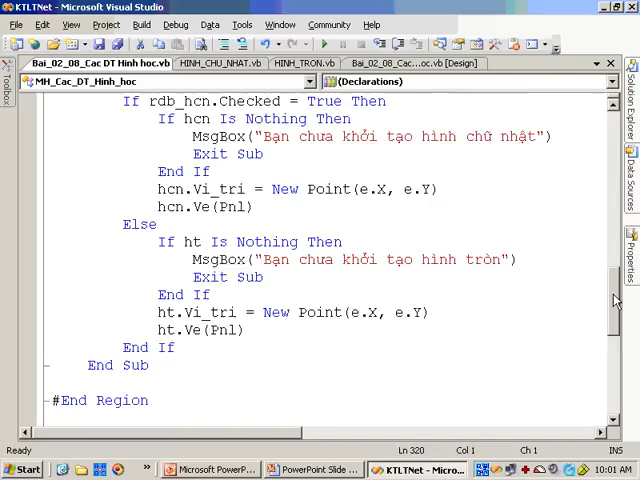 KTLTNet - Microsoft Visual Studio
File Edit View Project Build Debug Data Tools Window Community Help
Bai_02_08_Cac DT Hinh hoc.vb HINH_CHU_NHAT.vb HINH_TRON.vb Bai_02_08_Cac...oc.vb [Design]
MH_Cac_DT_Hinh_hoc (Declarations)
Toolbox
Solution Explorer
Data Sources
Properties
If rdb_hcn.Checked = True Then
If hcn Is Nothing Then
MsgBox("Bạn chưa khởi tạo hình chữ nhật")
Exit Sub
End If
hcn.Vi_tri = New Point(e.X, e.Y)
hcn.Ve(Pnl)
Else
If ht Is Nothing Then
MsgBox("Bạn chưa khởi tạo hình tròn")
Exit Sub
End If
ht.Vi_tri = New Point(e.X, e.Y)
ht.Ve(Pnl)
End If
End Sub
#End Region
Ready Ln 320 Col 1 Ch 1 INS
Start » Microsoft PowerP... PowerPoint Slide ... KTLTNet - Micro... 10:01 AM